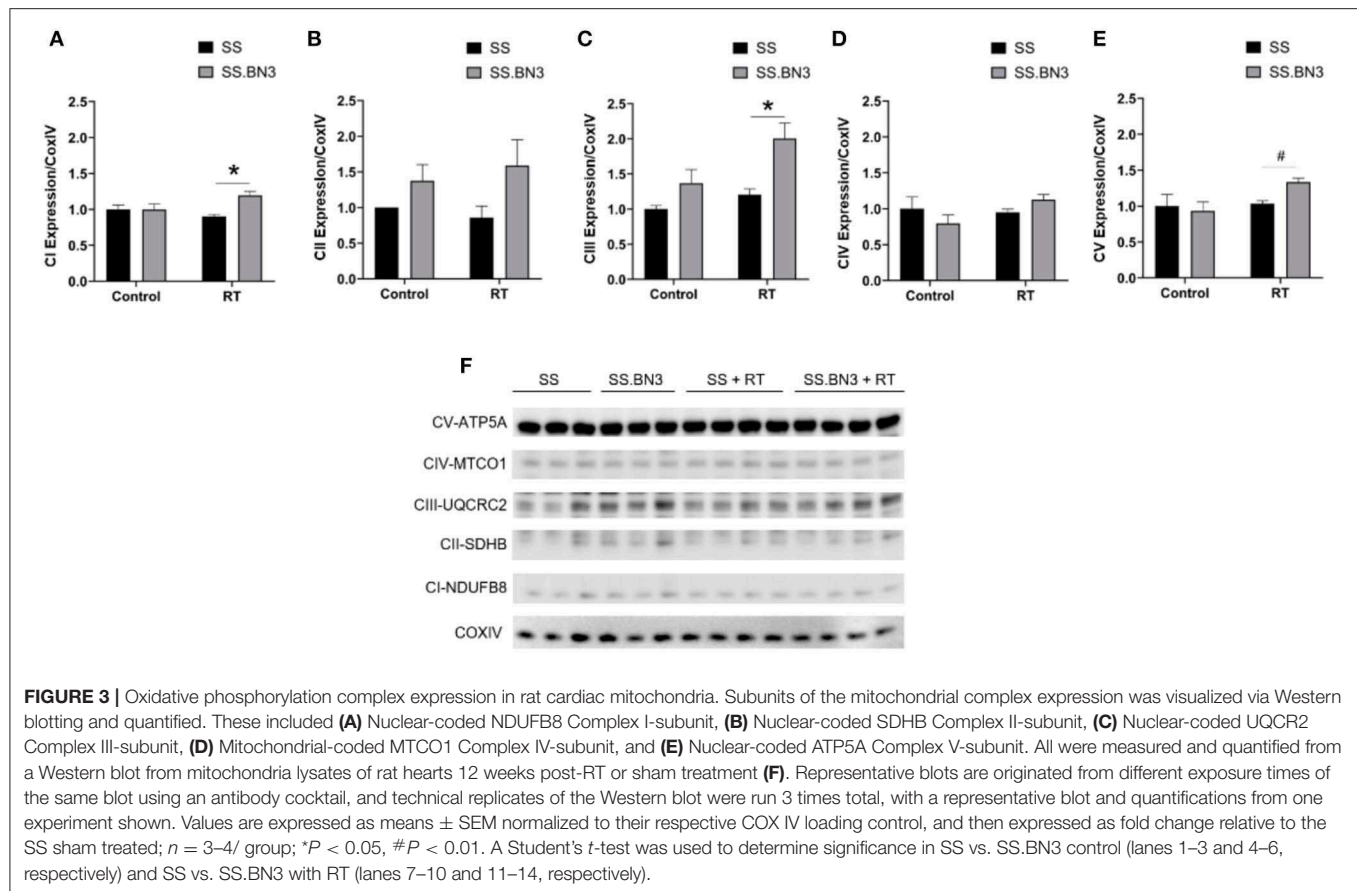 A
SS
SS.BN3
CI Expression/CoxIV
2.5
2.0
1.5
1.0
0.5
0.0
Control RT
*
B
SS
SS.BN3
CII Expression/CoxIV
2.5
2.0
1.5
1.0
0.5
0.0
Control RT
C
SS
SS.BN3
CIII Expression/CoxIV
2.5
2.0
1.5
1.0
0.5
0.0
Control RT
*
D
SS
SS.BN3
CIV Expression/CoxIV
2.5
2.0
1.5
1.0
0.5
0.0
Control RT
E
SS
SS.BN3
CV Expression/CoxIV
2.5
2.0
1.5
1.0
0.5
0.0
Control RT
#
F
SS SS.BN3 SS + RT SS.BN3 + RT
CV-ATP5A
CIV-MTCO1
CIII-UQCRC2
CII-SDHB
CI-NDUFB8
COXIV
FIGURE 3 | Oxidative phosphorylation complex expression in rat cardiac mitochondria. Subunits of the mitochondrial complex expression was visualized via Western
blotting and quantified. These included (A) Nuclear-coded NDUFB8 Complex I-subunit, (B) Nuclear-coded SDHB Complex II-subunit, (C) Nuclear-coded UQCR2
Complex III-subunit, (D) Mitochondrial-coded MTCO1 Complex IV-subunit, and (E) Nuclear-coded ATP5A Complex V-subunit. All were measured and quantified from
a Western blot from mitochondria lysates of rat hearts 12 weeks post-RT or sham treatment (F). Representative blots are originated from different exposure times of
the same blot using an antibody cocktail, and technical replicates of the Western blot were run 3 times total, with a representative blot and quantifications from one
experiment shown. Values are expressed as means ± SEM normalized to their respective COX IV loading control, and then expressed as fold change relative to the
SS sham treated; n = 3–4/ group; *P < 0.05, #P < 0.01. A Student's t-test was used to determine significance in SS vs. SS.BN3 control (lanes 1–3 and 4–6,
respectively) and SS vs. SS.BN3 with RT (lanes 7–10 and 11–14, respectively).